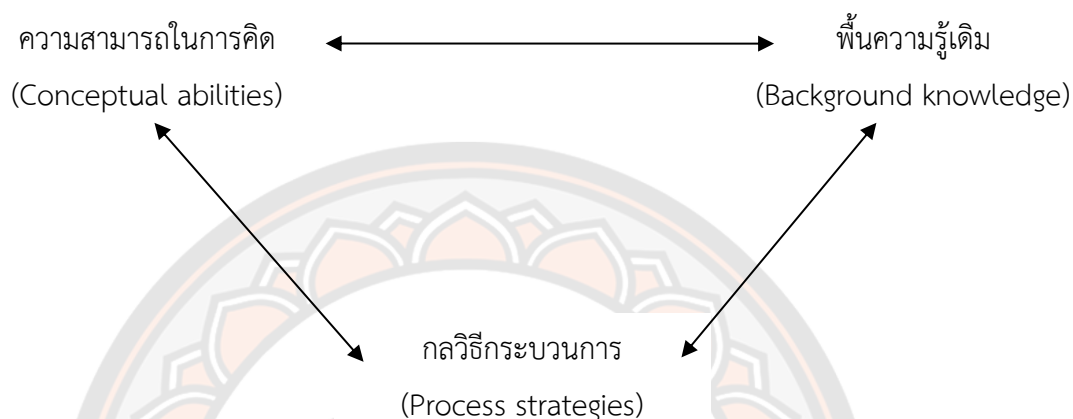 ความสามารถในการคิด
(Conceptual abilities)
พื้นความรู้เดิม
(Background knowledge)
กลวิธีกระบวนการ
(Process strategies)